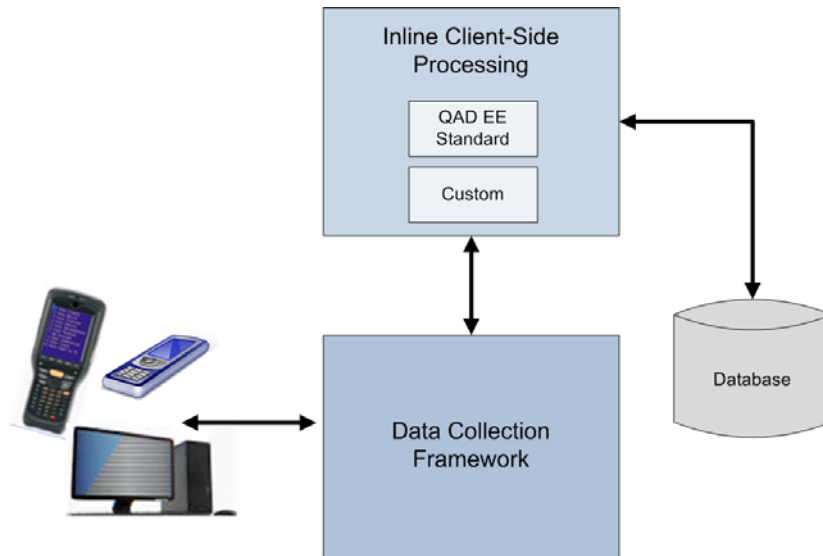 Inline Client-Side
Processing
QAD EE
Standard
Custom
Data Collection
Framework
Database